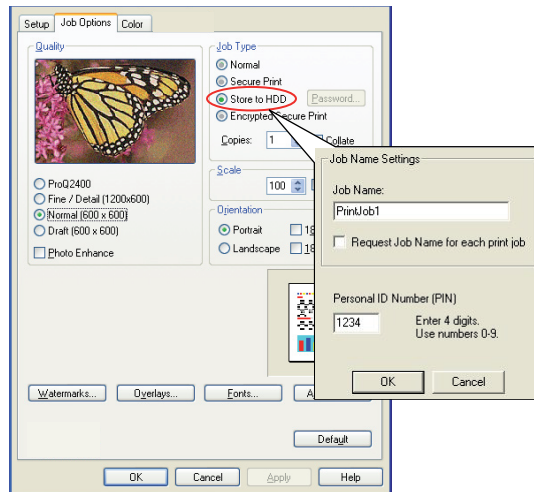 Setup
Job Options
Color
Quality
ProQ2400
Fine / Detail (1200x600)
Normal (600 x 600)
Draft (600 x 600)
Photo Enhance
Job Type
Normal
Secure Print
Store to HDD
Password...
Encrypted Secure Print
Copies:
1
Collate
Scale
100
Orientation
Portrait
Landscape
Job Name Settings
Job Name:
PrintJob1
Request Job Name for each print job
Personal ID Number (PIN)
1234
Enter 4 digits.
Use numbers 0-9.
OK
Cancel
Watermarks...
Overlays...
Fonts...
Default
OK
Cancel
Apply
Help